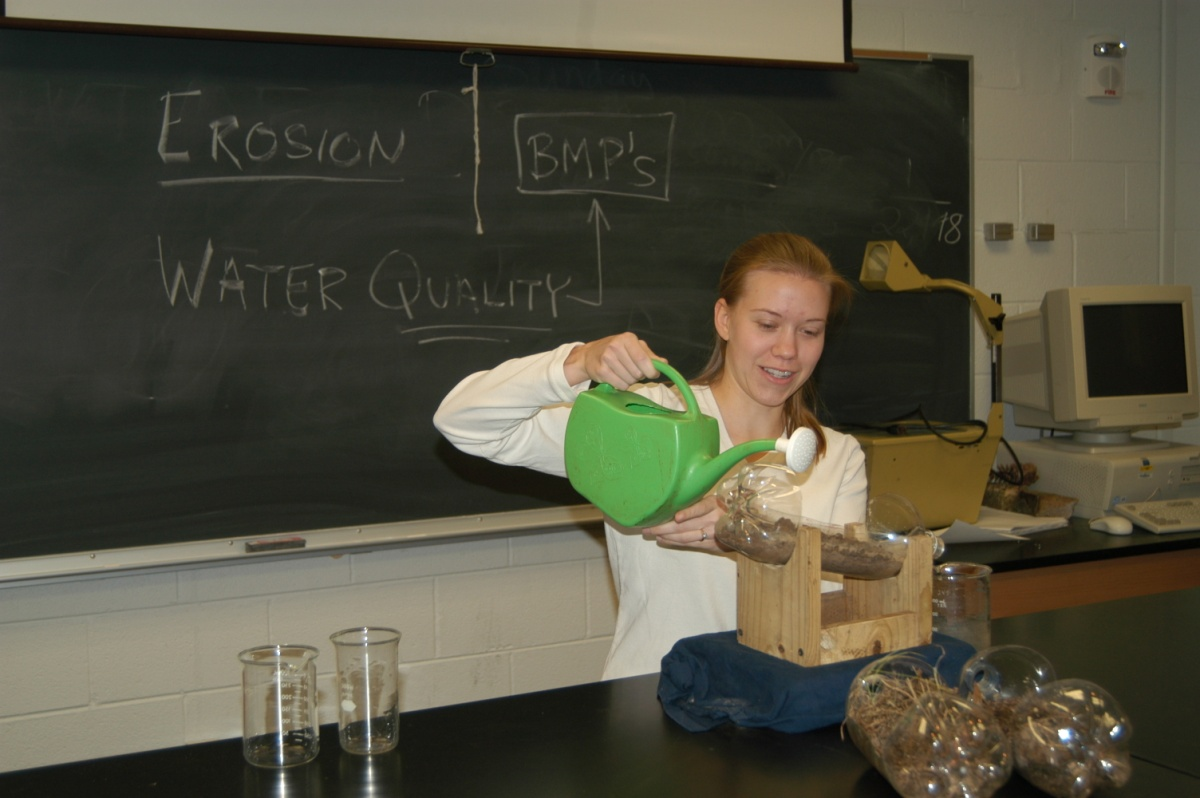 EROSION
BMP's
WATER QUALITY
18